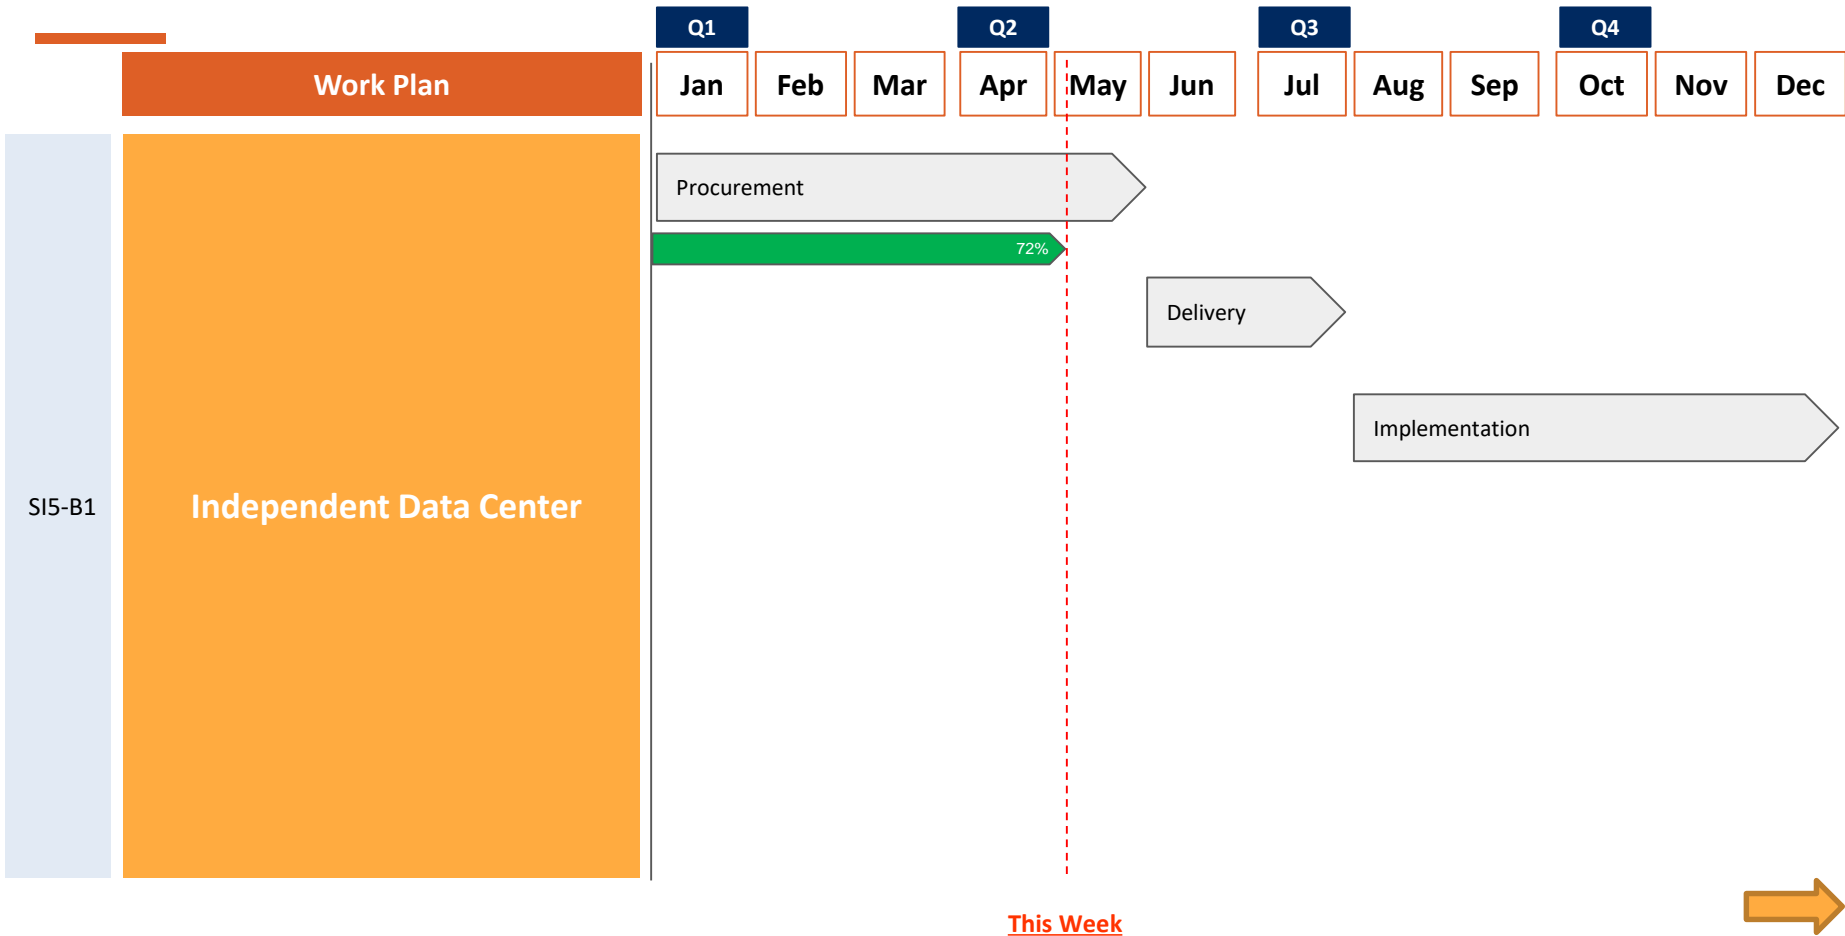 Q1 Q2 Q3 Q4
Work Plan Jan Feb Mar Apr May Jun Jul Aug Sep Oct Nov Dec
Procurement
72%
Delivery
Implementation
SI5-B1 Independent Data Center
This Week